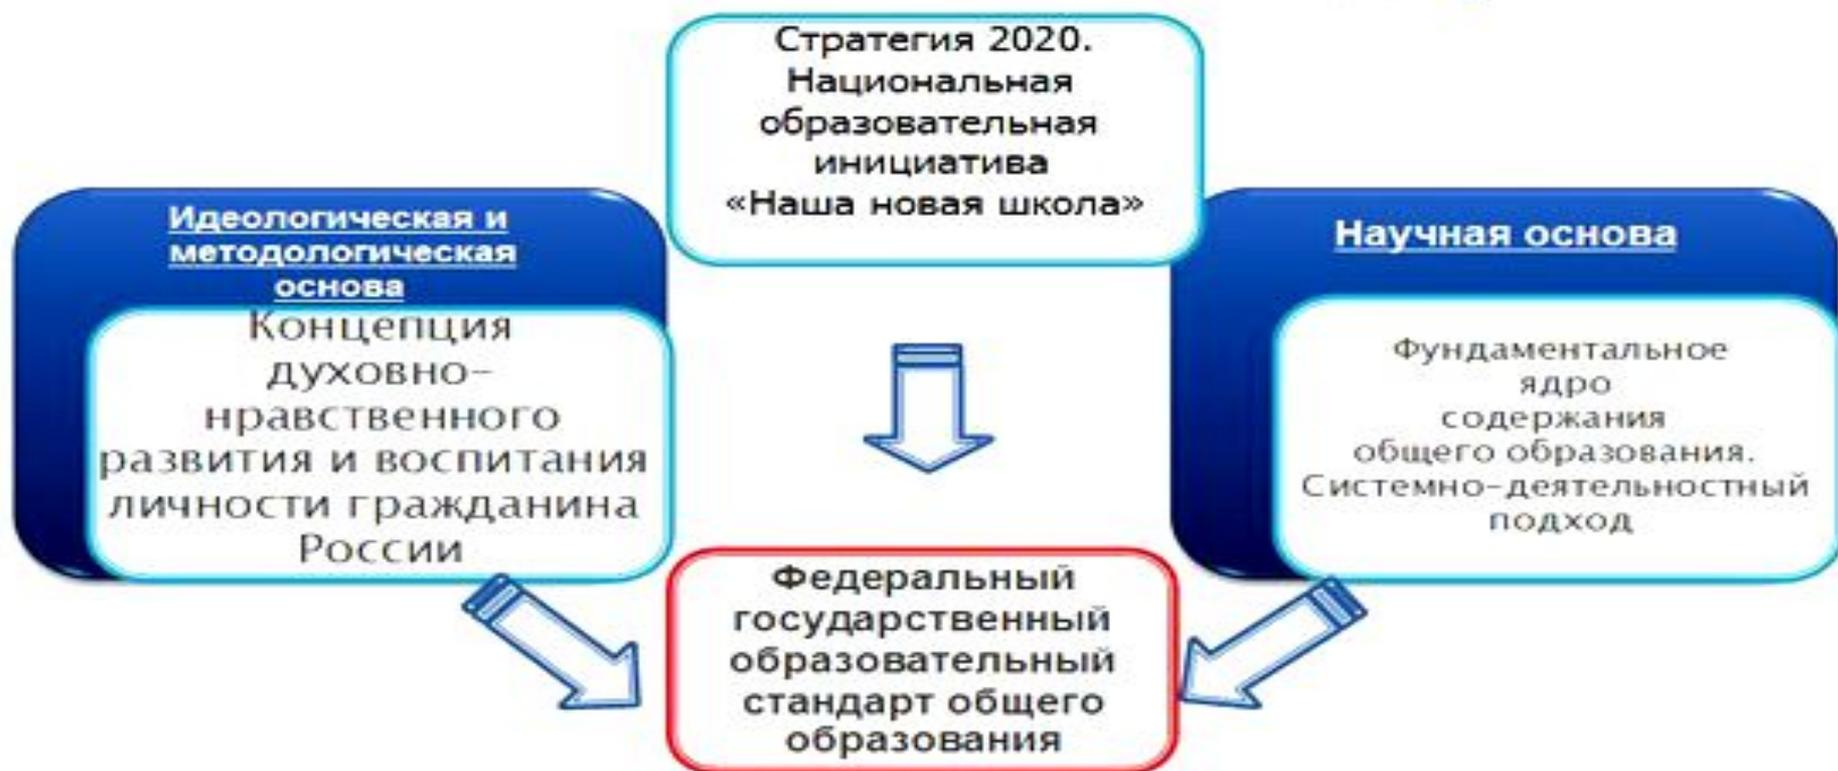 Стратегия 2020.
Национальная
образовательная
инициатива
«Наша новая школа»
Идеологическая и
методологическая
основа
Концепция
духовно-
нравственного
развития и воспитания
личности гражданина
России
Научная основа
Фундаментальное
ядро
содержания
общего образования.
Системно-деятельностный
подход
Федеральный
государственный
образовательный
стандарт общего
образования